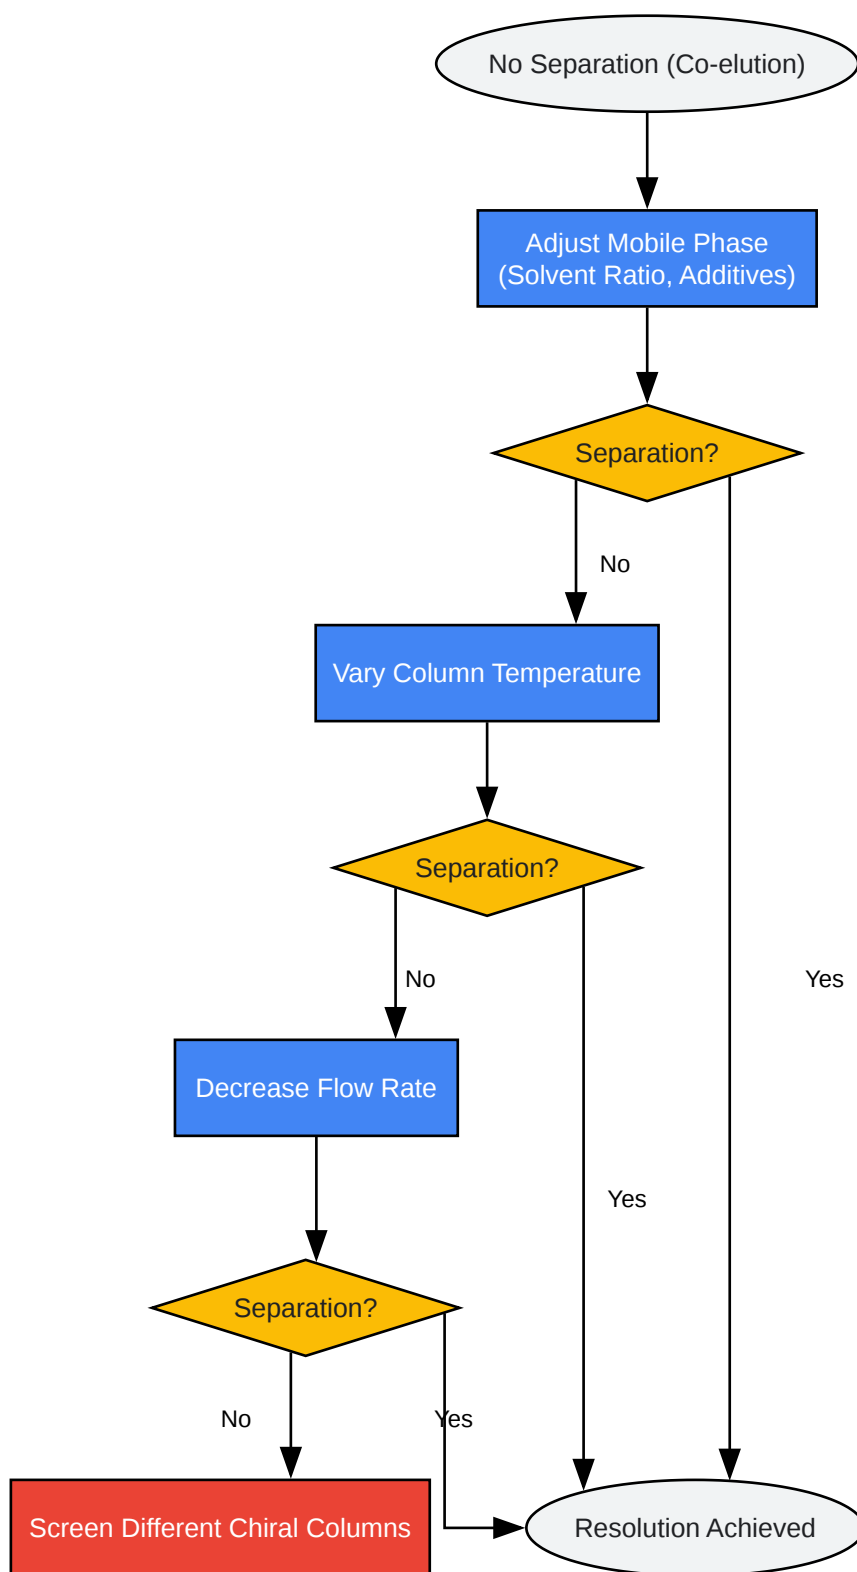 No Separation (Co-elution)
Adjust Mobile Phase
(Solvent Ratio, Additives)
Separation?
No
Vary Column Temperature
Separation?
No
Yes
Decrease Flow Rate
Yes
Separation?
No
Yes
Screen Different Chiral Columns
Resolution Achieved